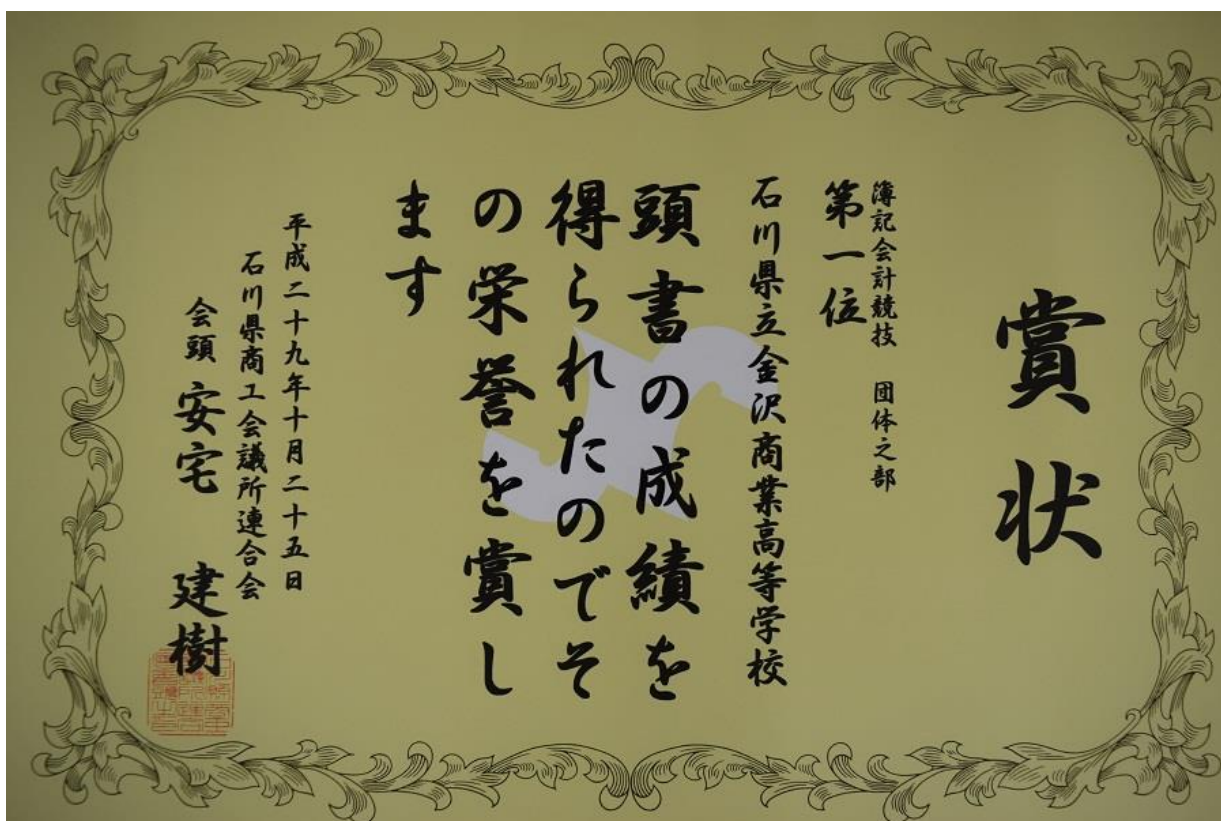 賞状
簿記会計競技 団体之部
第一位
石川県立金沢商業高等学校
頭書の成績を
得られたのでそ
の栄誉を賞し
ます
平成二十九年十月二十五日
石川県商工会議所連合会
会頭 安宅 建樹